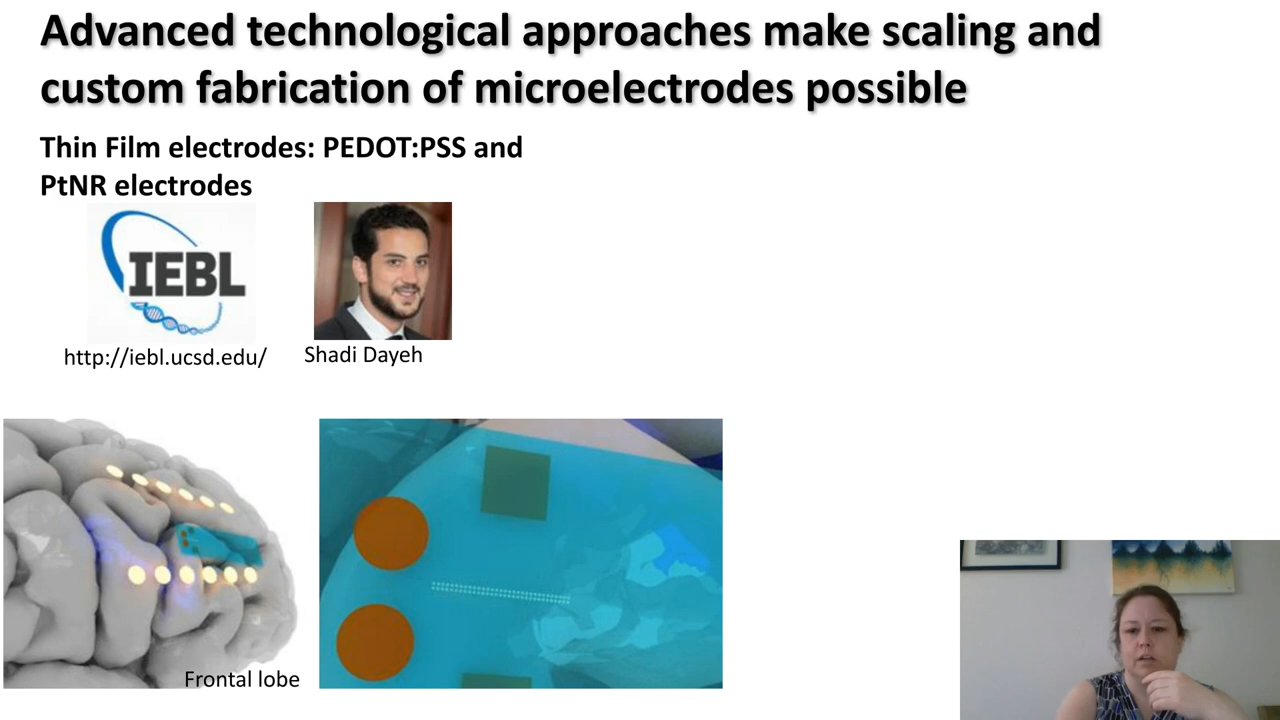 Advanced technological approaches make scaling and
custom fabrication of microelectrodes possible
Thin Film electrodes: PEDOT:PSS and
PtNR electrodes
IEBL
http://iebl.ucsd.edu/
Shadi Dayeh
Frontal lobe